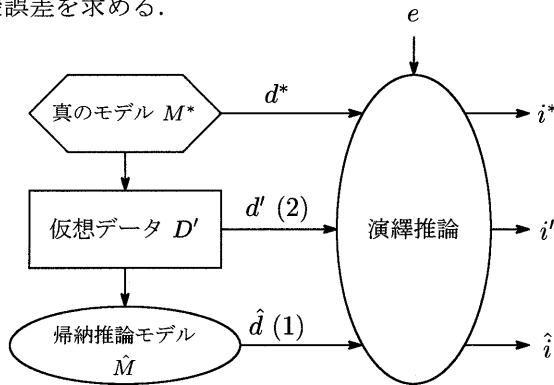 誤差を求める.
e
真のモデル M*
d*
i*
仮想データ D′
d′ (2)
演繹推論
i′
帰納推論モデル
M̂
d̂ (1)
î